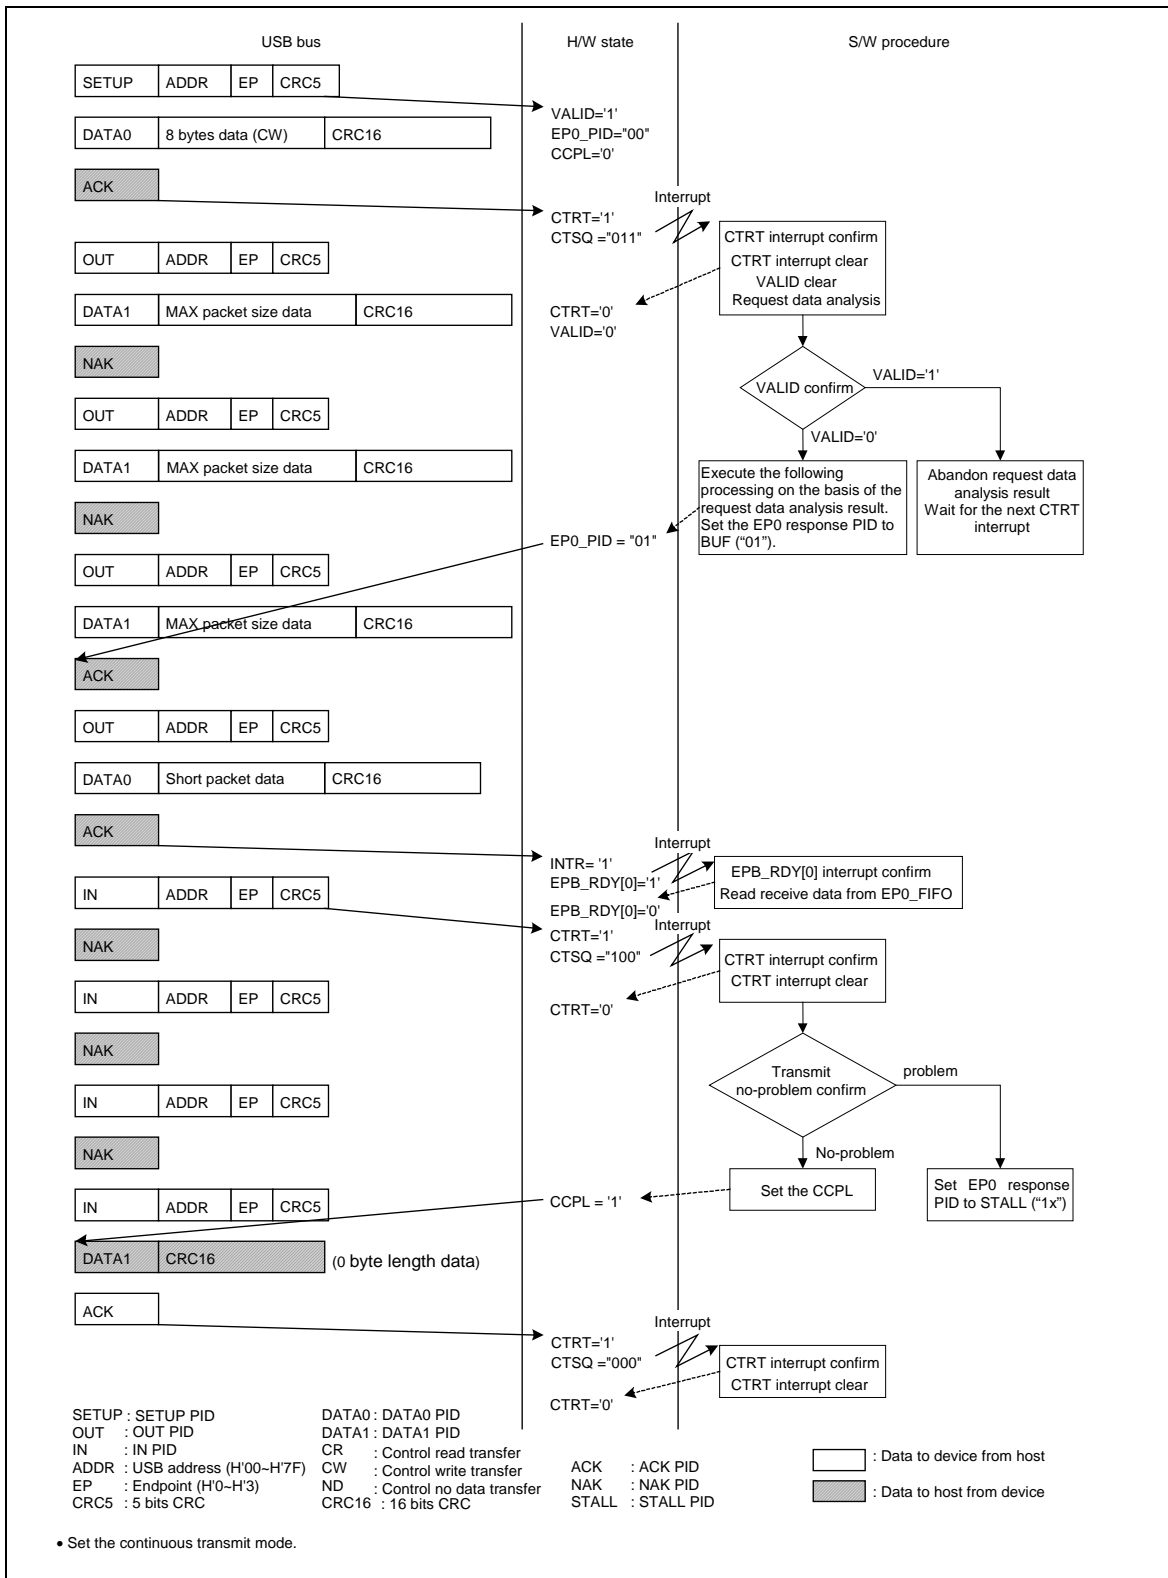 USB bus H/W state S/W procedure
SETUP ADDR EP CRC5
VALID='1'
DATA0 8 bytes data (CW) CRC16
EP0_PID="00"
CCPL='0'
ACK
Interrupt
CTRT='1'
CTSQ ="011"
CTRT interrupt confirm
CTRT interrupt clear
VALID clear
Request data analysis
OUT ADDR EP CRC5
DATA1 MAX packet size data CRC16
CTRT='0'
VALID='0'
NAK
VALID confirm
VALID='1'
VALID='0'
OUT ADDR EP CRC5
DATA1 MAX packet size data CRC16
Execute the following
processing on the basis of the
request data analysis result.
Set the EP0 response PID to
BUF (“01”).
Abandon request data
analysis result
Wait for the next CTRT
interrupt
NAK
EP0_PID = "01"
OUT ADDR EP CRC5
DATA1 MAX packet size data CRC16
ACK
OUT ADDR EP CRC5
DATA0 Short packet data CRC16
ACK
Interrupt
INTR= '1'
EPB_RDY[0]='1'
EPB_RDY[0] interrupt confirm
Read receive data from EP0_FIFO
IN ADDR EP CRC5
EPB_RDY[0]='0'
CTRT='1'
CTSQ ="100"
Interrupt
NAK
CTRT interrupt confirm
CTRT interrupt clear
IN ADDR EP CRC5
CTRT='0'
NAK
Transmit
no-problem confirm
problem
No-problem
IN ADDR EP CRC5
NAK
IN ADDR EP CRC5
CCPL = '1'
Set the CCPL
Set EP0 response
PID to STALL (“1x”)
DATA1 CRC16 (0 byte length data)
ACK
Interrupt
CTRT='1'
CTSQ ="000"
CTRT interrupt confirm
CTRT interrupt clear
CTRT='0'
SETUP : SETUP PID
OUT : OUT PID
IN : IN PID
ADDR : USB address (H'00~H'7F)
EP : Endpoint (H'0~H'3)
CRC5 : 5 bits CRC
DATA0 : DATA0 PID
DATA1 : DATA1 PID
CR : Control read transfer
CW : Control write transfer
ND : Control no data transfer
CRC16 : 16 bits CRC
ACK : ACK PID
NAK : NAK PID
STALL : STALL PID
: Data to device from host
: Data to host from device
• Set the continuous transmit mode.